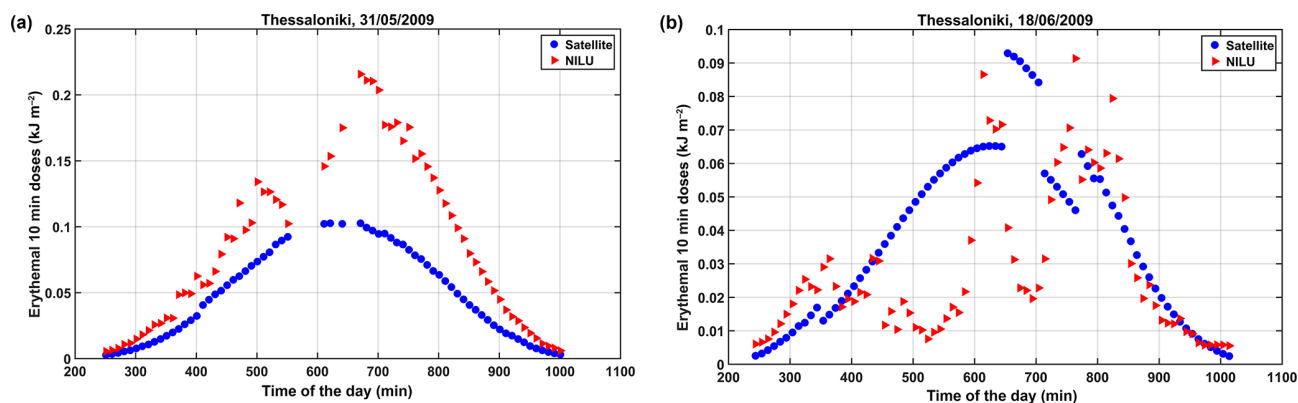 (a)
Thessaloniki, 31/05/2009
Erythemal 10 min doses (kJ m⁻²)
0.25
0.2
0.15
0.1
0.05
0
Satellite
NILU
200 300 400 500 600 700 800 900 1000 1100
Time of the day (min)
(b)
Thessaloniki, 18/06/2009
Erythemal 10 min doses (kJ m⁻²)
0.1
0.09
0.08
0.07
0.06
0.05
0.04
0.03
0.02
0.01
0
Satellite
NILU
200 300 400 500 600 700 800 900 1000 1100
Time of the day (min)